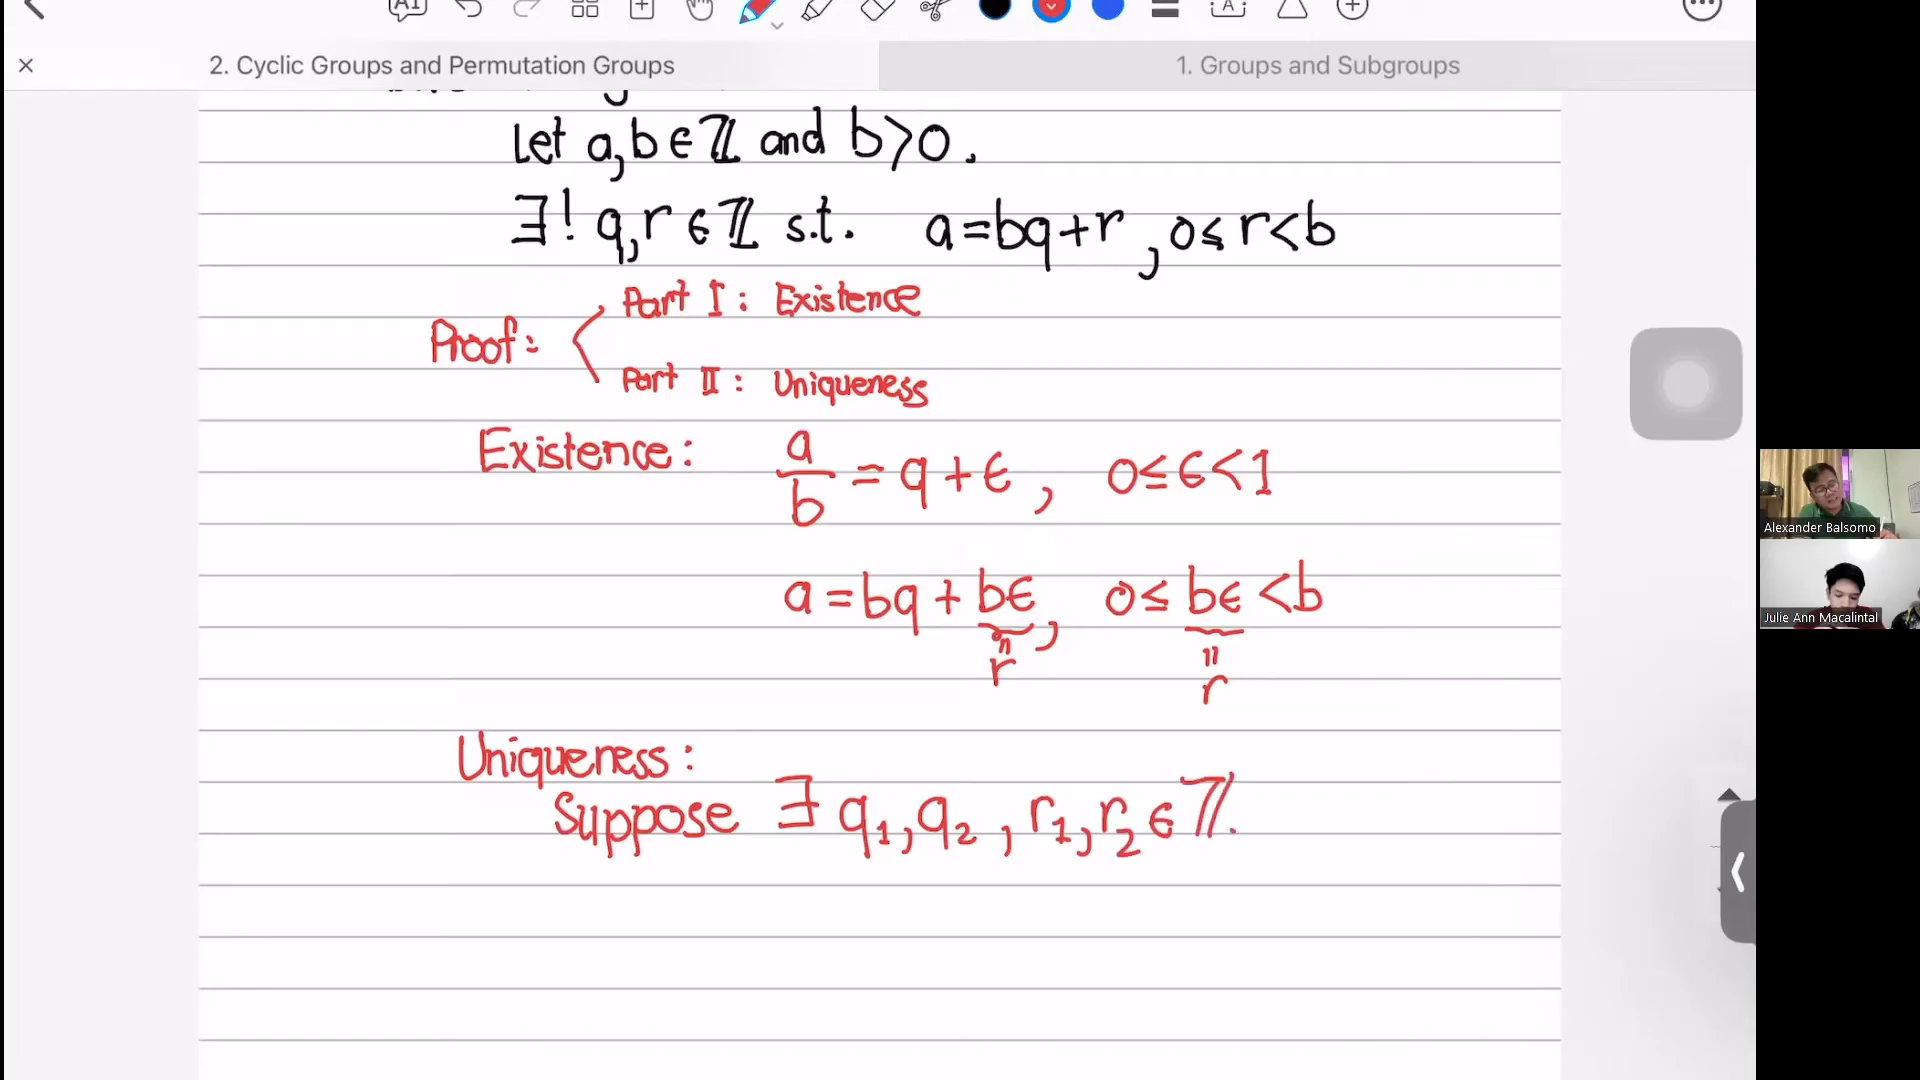 2. Cyclic Groups and Permutation Groups
1. Groups and Subgroups
Let a,b ∈ ℤ and b>0.
∃! q,r ∈ ℤ s.t. a=bq+r, 0≤r<b
Proof: Part I: Existence
Part II: Uniqueness
Existence: a/b = q+ϵ, 0≤ϵ<1
a=bq+bϵ, 0≤bϵ<b
" r
" r
Uniqueness:
Suppose ∃ q₁,q₂, r₁,r₂ ∈ ℤ.
Alexander Balsomo
Julie Ann Macalintal